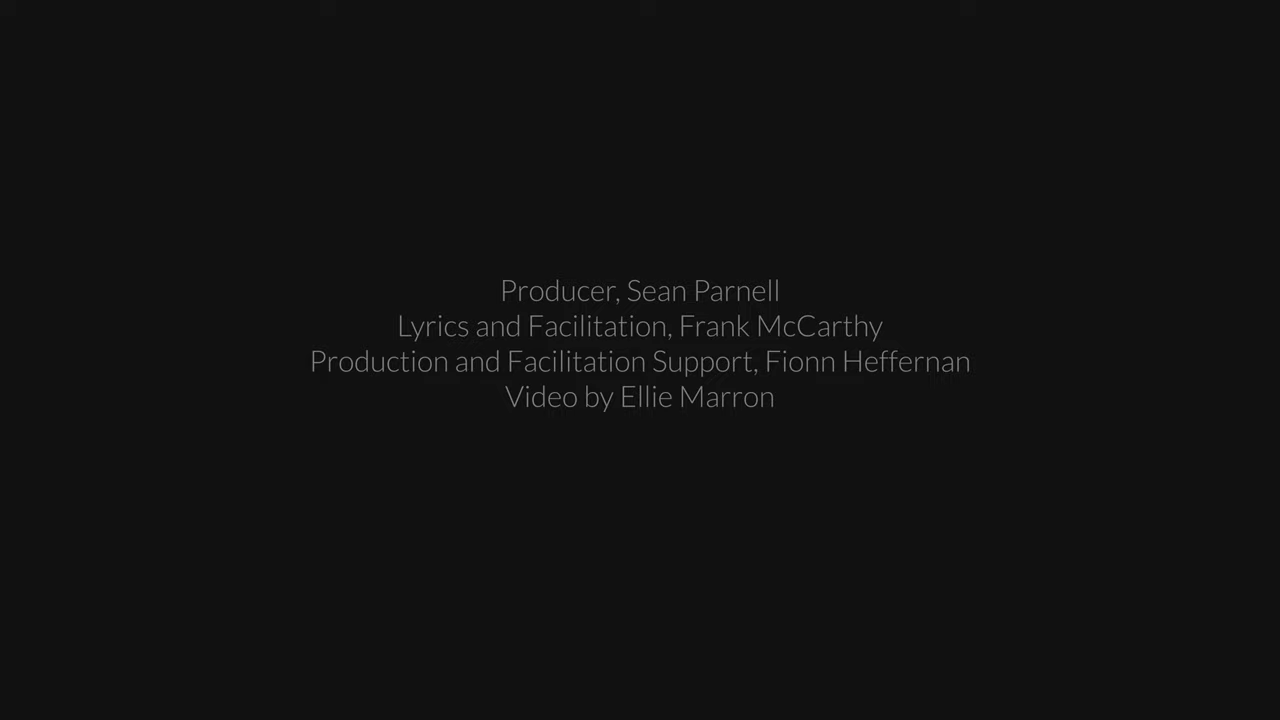 Producer, Sean Parnell
Lyrics and Facilitation, Frank McCarthy
Production and Facilitation Support, Fionn Heffernan
Video by Ellie Marron